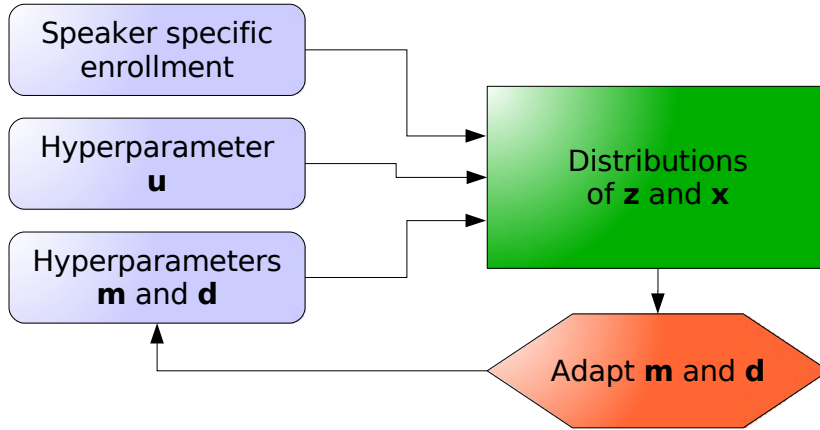 Speaker specific
enrollment
Hyperparameter
u
Hyperparameters
m and d
Distributions
of z and x
Adapt m and d